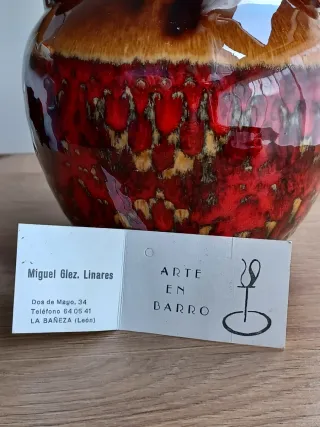 Miguel Glez. Linares
Dos de Mayo, 34
Teléfono 64 05 41
LA BAÑEZA (León)
ARTE
EN
BARRO